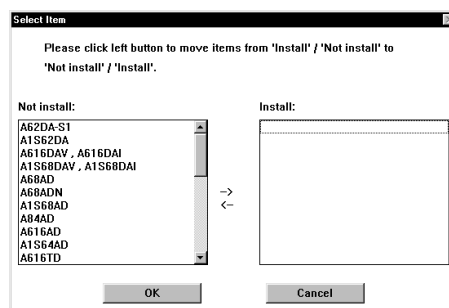 Select Item
Please click left button to move items from 'Install' / 'Not install' to
'Not install' / 'Install'.
Not install:
Install:
A62DA-S1
A1S62DA
A616DAV , A616DAI
A1S68DAV , A1S68DAI
A68AD
A68ADN
A1S68AD
A84AD
A616AD
A1S64AD
A616TD
-->
<--
OK
Cancel